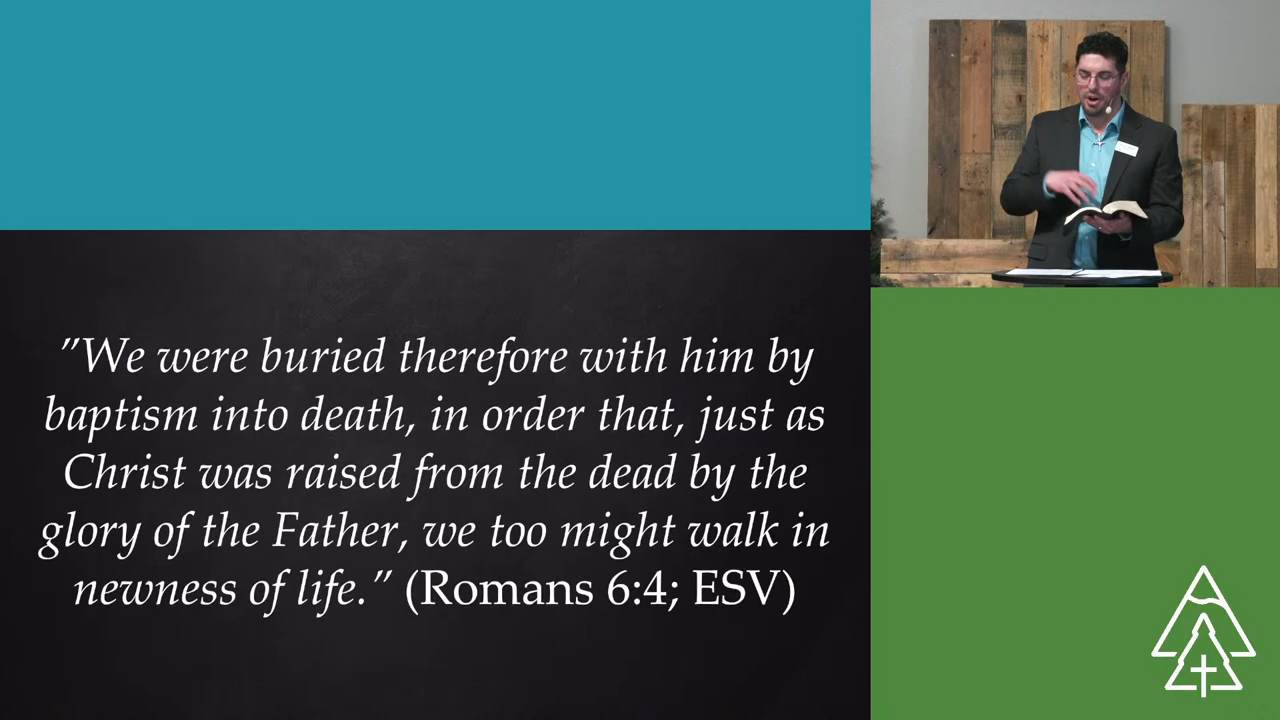 ”We were buried therefore with him by
baptism into death, in order that, just as
Christ was raised from the dead by the
glory of the Father, we too might walk in
newness of life.” (Romans 6:4; ESV)